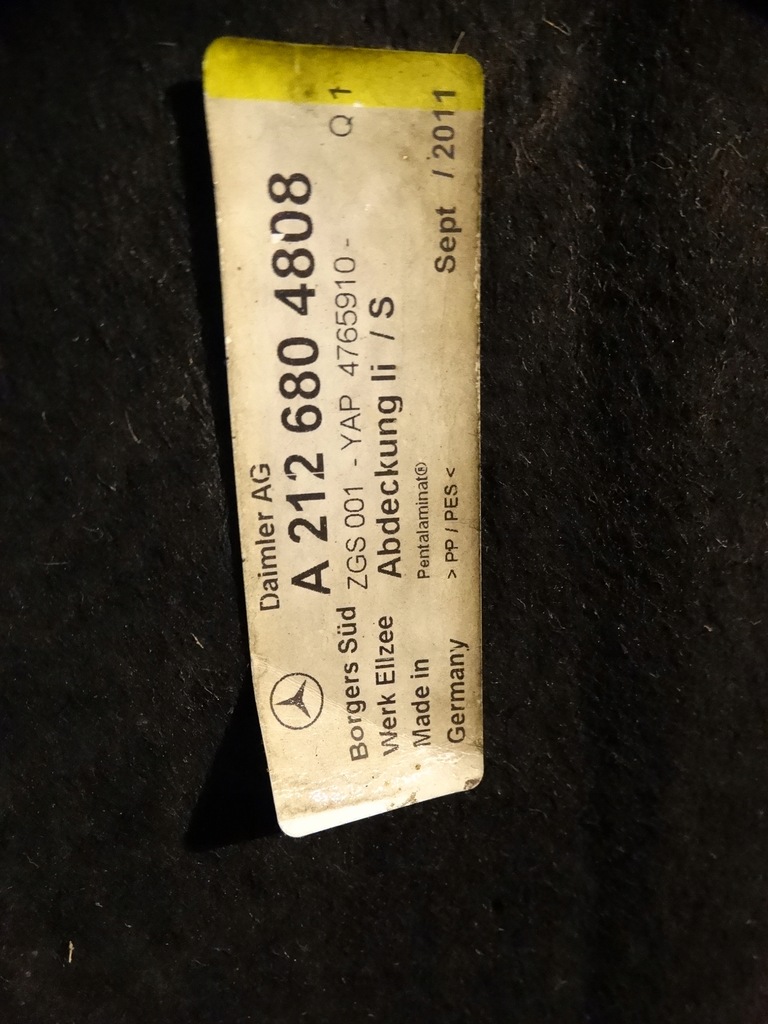 Daimler AG
A 212 680 4808
Borgers Süd ZGS 001 - YAP 4765910 - Q 1
Werk Ellzee Abdeckung li / S
Made in Pentalaminat®
Germany > PP / PES < Sept / 2011